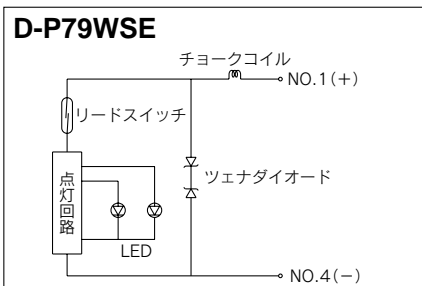 D-P79WSE
チョークコイル
NO.1(+)
リードスイッチ
点灯回路
ツェナダイオード
LED
NO.4(−)